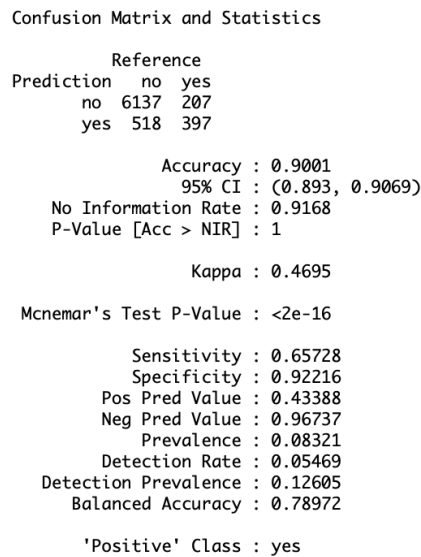 Confusion Matrix and Statistics
Reference
Prediction no yes
no 6137 207
yes 518 397
Accuracy : 0.9001
95% CI : (0.893, 0.9069)
No Information Rate : 0.9168
P-Value [Acc > NIR] : 1
Kappa : 0.4695
Mcnemar's Test P-Value : <2e-16
Sensitivity : 0.65728
Specificity : 0.92216
Pos Pred Value : 0.43388
Neg Pred Value : 0.96737
Prevalence : 0.08321
Detection Rate : 0.05469
Detection Prevalence : 0.12605
Balanced Accuracy : 0.78972
'Positive' Class : yes